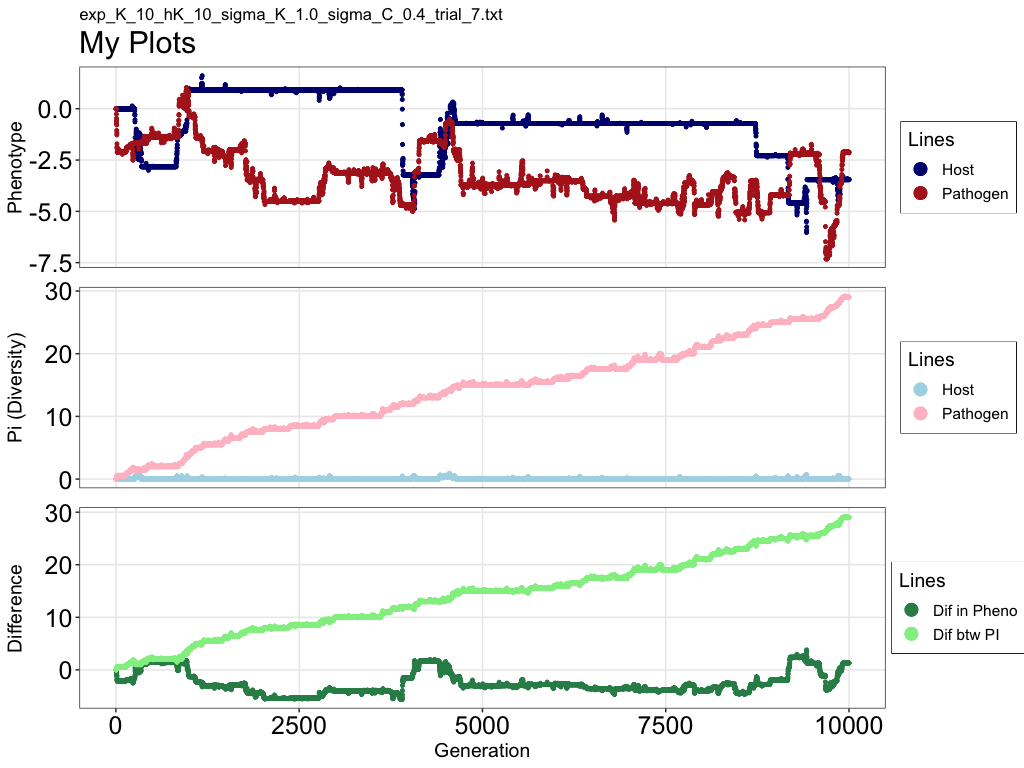 exp_K_10_hK_10_sigma_K_1.0_sigma_C_0.4_trial_7.txt
My Plots
Phenotype
0.0
-2.5
-5.0
-7.5
Lines
Host
Pathogen
Pi (Diversity)
30
20
10
0
Lines
Host
Pathogen
Difference
30
20
10
0
Lines
Dif in Pheno
Dif btw PI
0
2500
5000
7500
10000
Generation